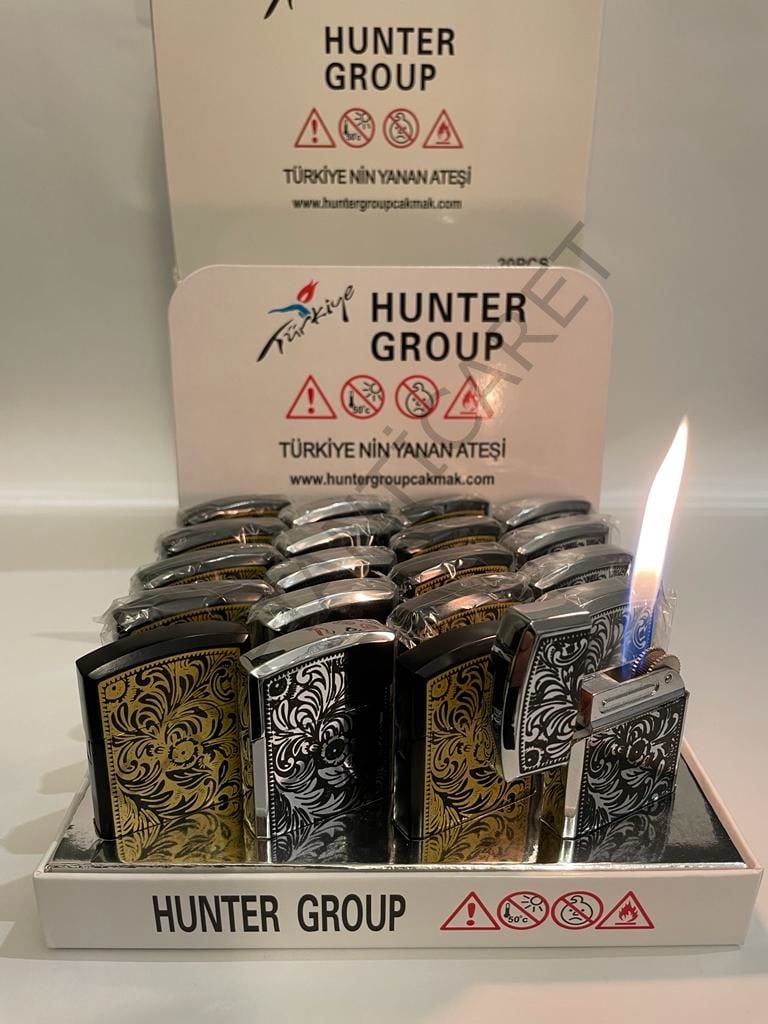 HUNTER
GROUP
TÜRKİYE NİN YANAN ATEŞİ
www.huntergroupcakmak.com
20PCS
Türkiye
HUNTER
GROUP
50°c
TÜRKİYE NİN YANAN ATEŞİ
www.huntergroupcakmak.com
HUNTER GROUP
50°c